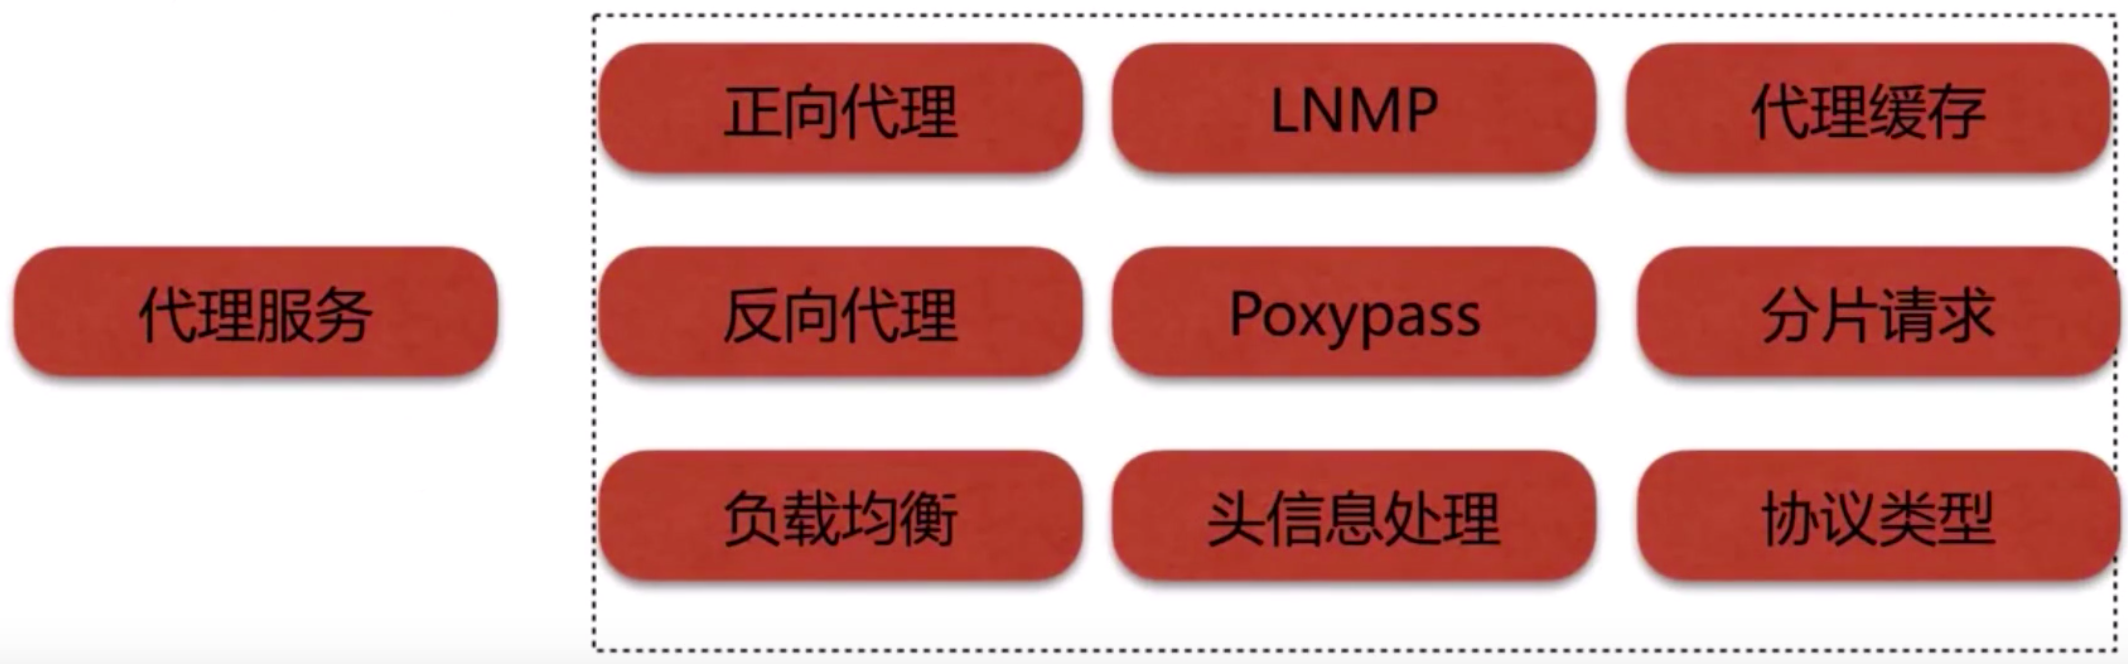 正向代理
LNMP
代理缓存
代理服务
反向代理
Poxypass
分片请求
负载均衡
头信息处理
协议类型